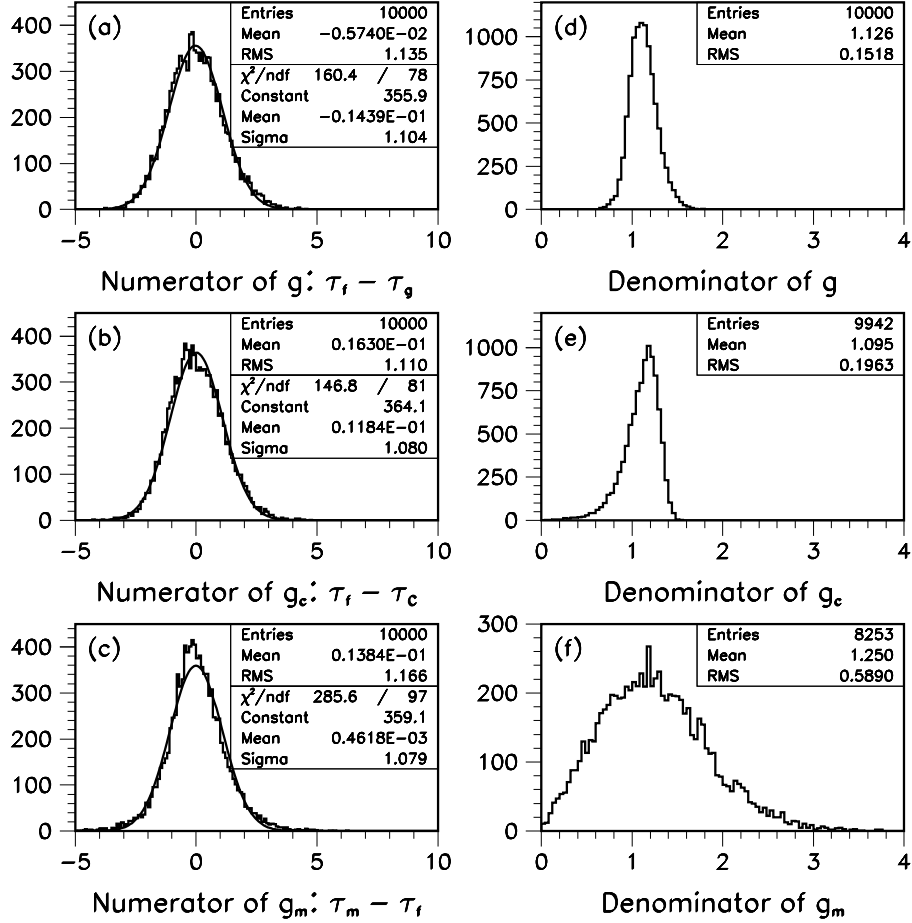 (a)
Entries 10000
Mean −0.5740E−02
RMS 1.135
χ²/ndf 160.4 / 78
Constant 355.9
Mean −0.1439E−01
Sigma 1.104
400
300
200
100
0
−5 0 5 10
Numerator of g: τf − τg
(d)
Entries 10000
Mean 1.126
RMS 0.1518
1000
750
500
250
0
0 1 2 3 4
Denominator of g
(b)
Entries 10000
Mean 0.1630E−01
RMS 1.110
χ²/ndf 146.8 / 81
Constant 364.1
Mean 0.1184E−01
Sigma 1.080
400
300
200
100
0
−5 0 5 10
Numerator of gc: τf − τC
(e)
Entries 9942
Mean 1.095
RMS 0.1963
1000
750
500
250
0
0 1 2 3 4
Denominator of gc
(c)
Entries 10000
Mean 0.1384E−01
RMS 1.166
χ²/ndf 285.6 / 97
Constant 359.1
Mean 0.4618E−03
Sigma 1.079
400
300
200
100
0
−5 0 5 10
Numerator of gm: τm − τf
(f)
Entries 8253
Mean 1.250
RMS 0.5890
300
200
100
0
0 1 2 3 4
Denominator of gm